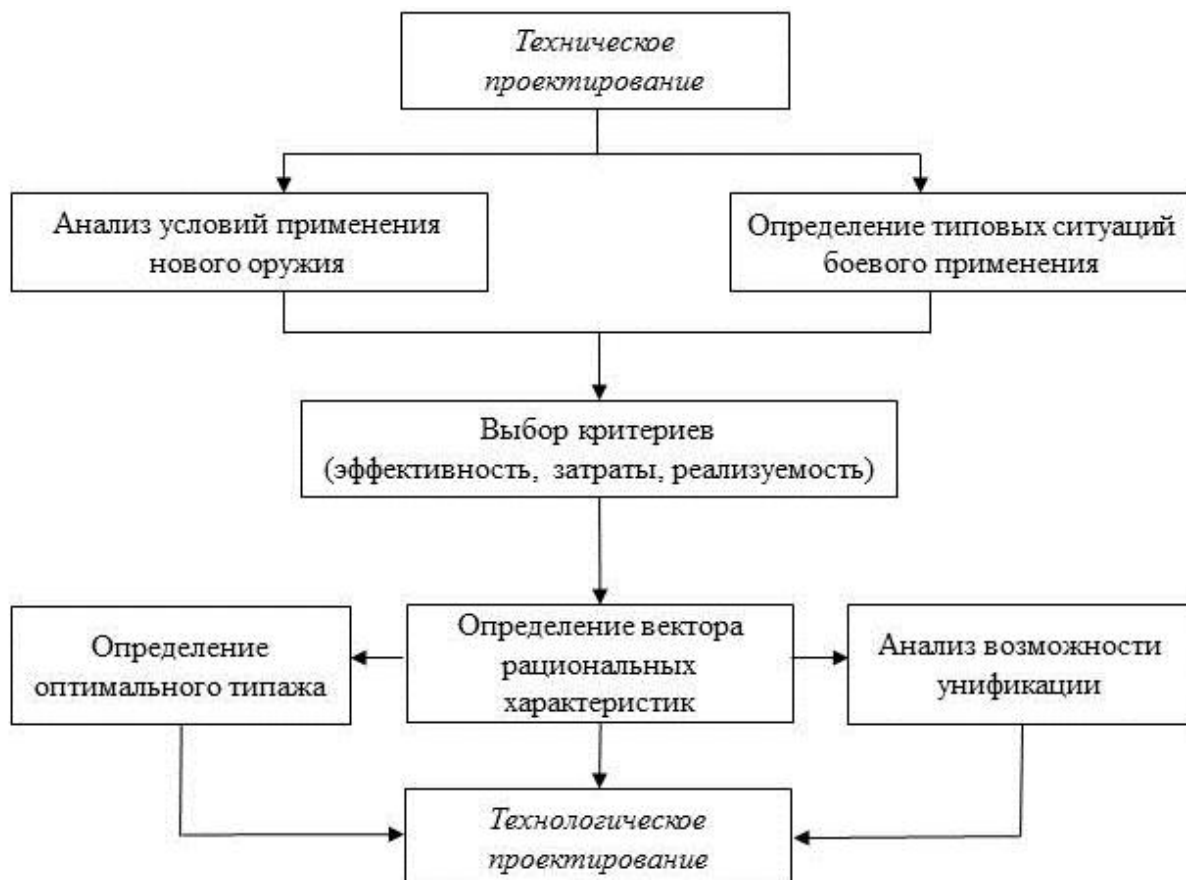 Техническое
проектирование
Анализ условий применения
нового оружия
Определение типовых ситуаций
боевого применения
Выбор критериев
(эффективность, затраты, реализуемость)
Определение
оптимального типажа
Определение вектора
рациональных
характеристик
Анализ возможности
унификации
Технологическое
проектирование